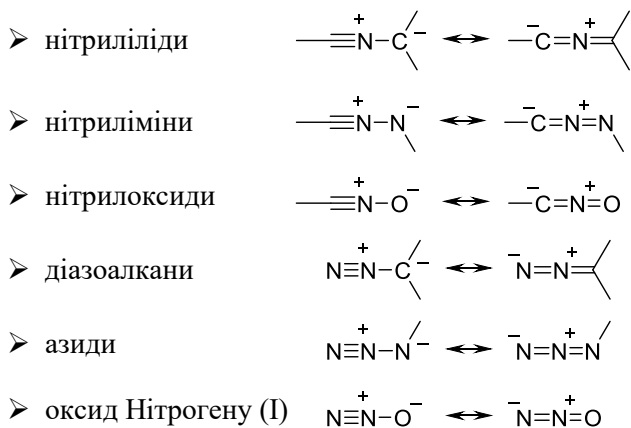 ➢ нітриліліди —≡N⁺–C⁻ ↔ —C⁻=N⁺=
➢ нітриліміни —≡N⁺–N⁻ ↔ —C⁻=N⁺=N
➢ нітрилоксиди —≡N⁺–O⁻ ↔ —C⁻=N⁺=O
➢ діазоалкани N≡N⁺–C⁻ ↔ ⁻N=N⁺=
➢ азиди N≡N⁺–N⁻ ↔ ⁻N=N⁺=N
➢ оксид Нітрогену (I) N≡N⁺–O⁻ ↔ ⁻N=N⁺=O